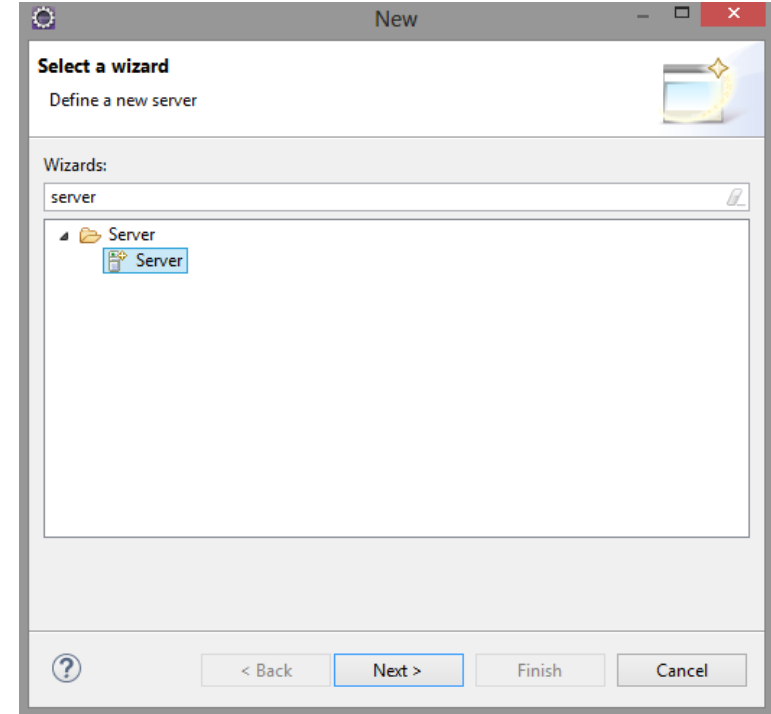 New
Select a wizard
Define a new server
Wizards:
server
Server
Server
? < Back Next > Finish Cancel